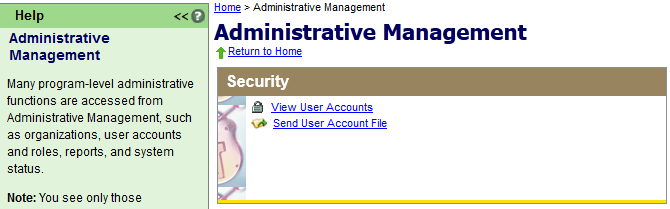 Help <<
Administrative
Management
Many program-level administrative
functions are accessed from
Administrative Management, such
as organizations, user accounts
and roles, reports, and system
status.
Note: You see only those
Home > Administrative Management
Administrative Management
Return to Home
Security
View User Accounts
Send User Account File